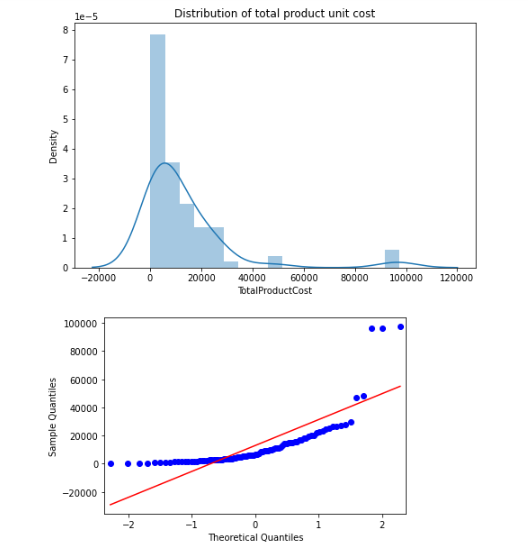 Distribution of total product unit cost
1e−5
8
7
6
5
4
3
2
1
0
Density
−20000 0 20000 40000 60000 80000 100000 120000
TotalProductCost
100000
80000
60000
40000
20000
0
−20000
Sample Quantiles
−2 −1 0 1 2
Theoretical Quantiles